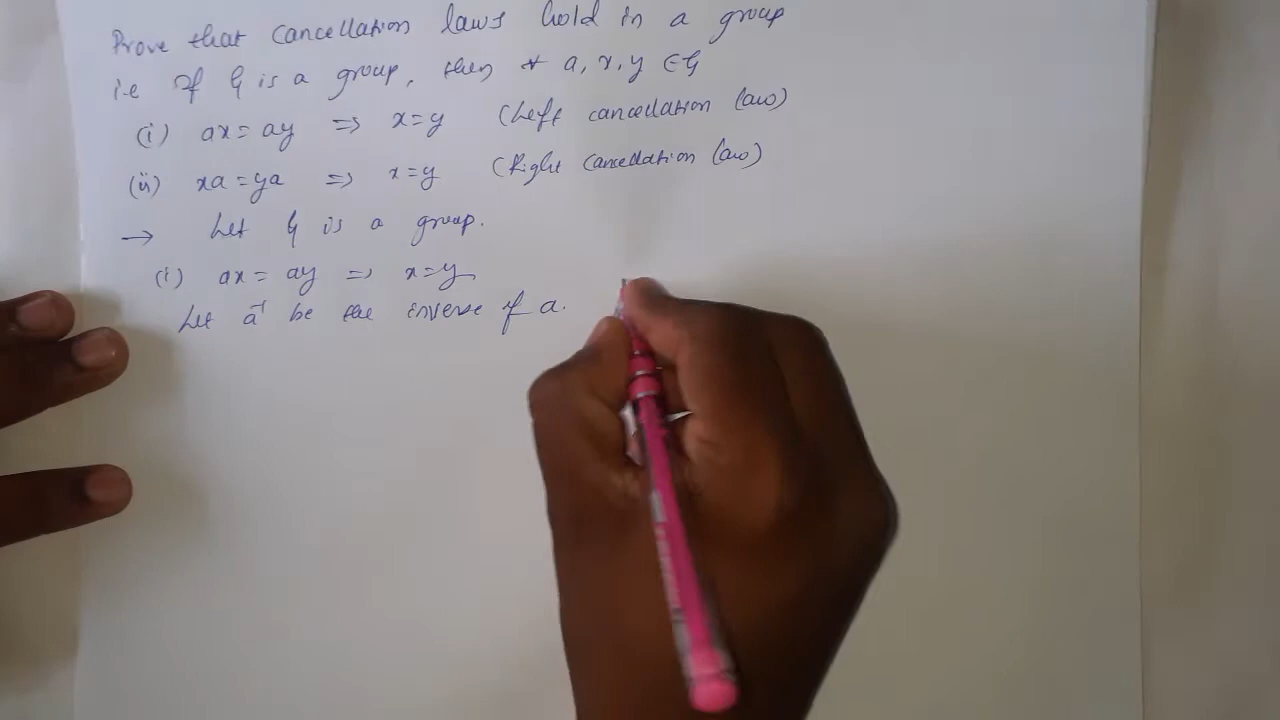 Prove that cancellation laws hold in a group
i.e If G is a group, then ∀ a, x, y ∈ G
(i) ax = ay ⇒ x = y (Left cancellation law)
(ii) xa = ya ⇒ x = y (Right cancellation law)
→ Let G is a group.
(i) ax = ay ⇒ x = y
Let a⁻¹ be the inverse of a.